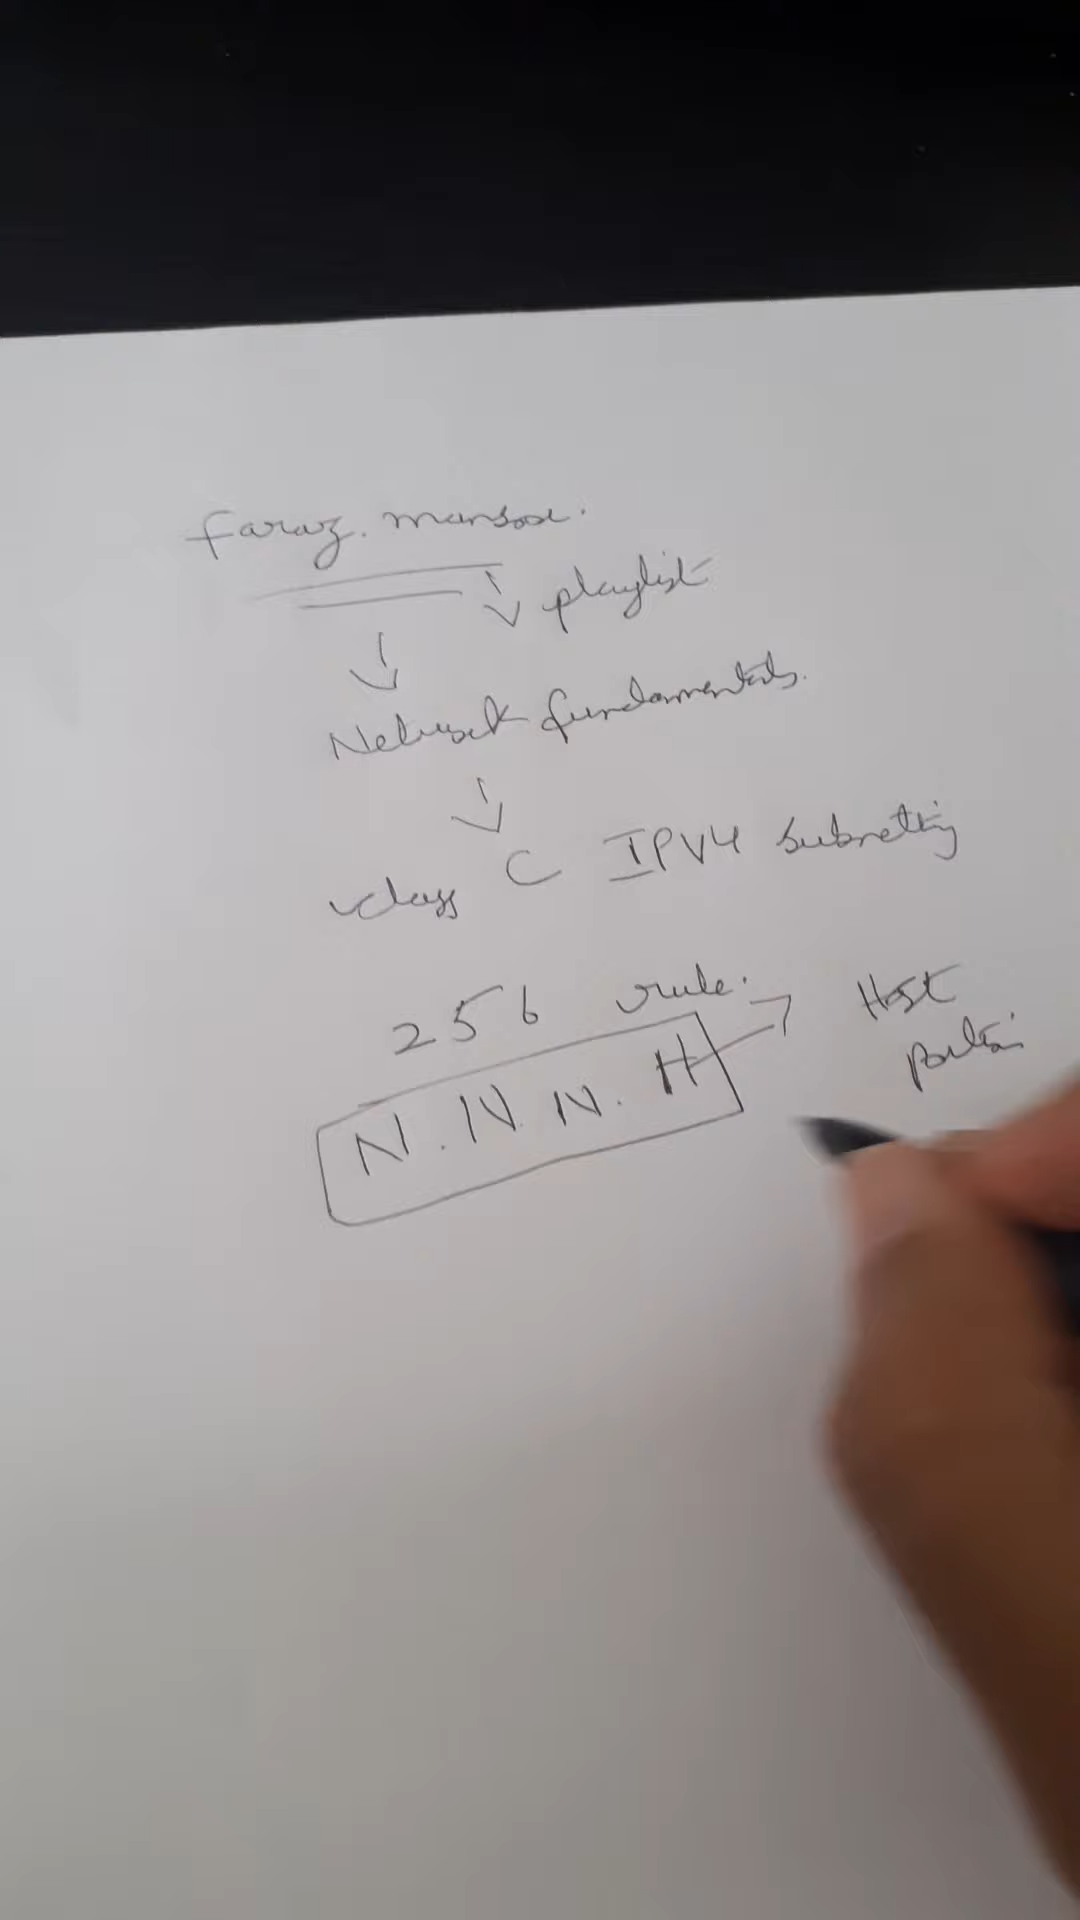 faraz. mansoor.
playlist
Network fundamentals.
class C IPV4 Subnetting
256 rule.
N. N. N. H
Host
Portion